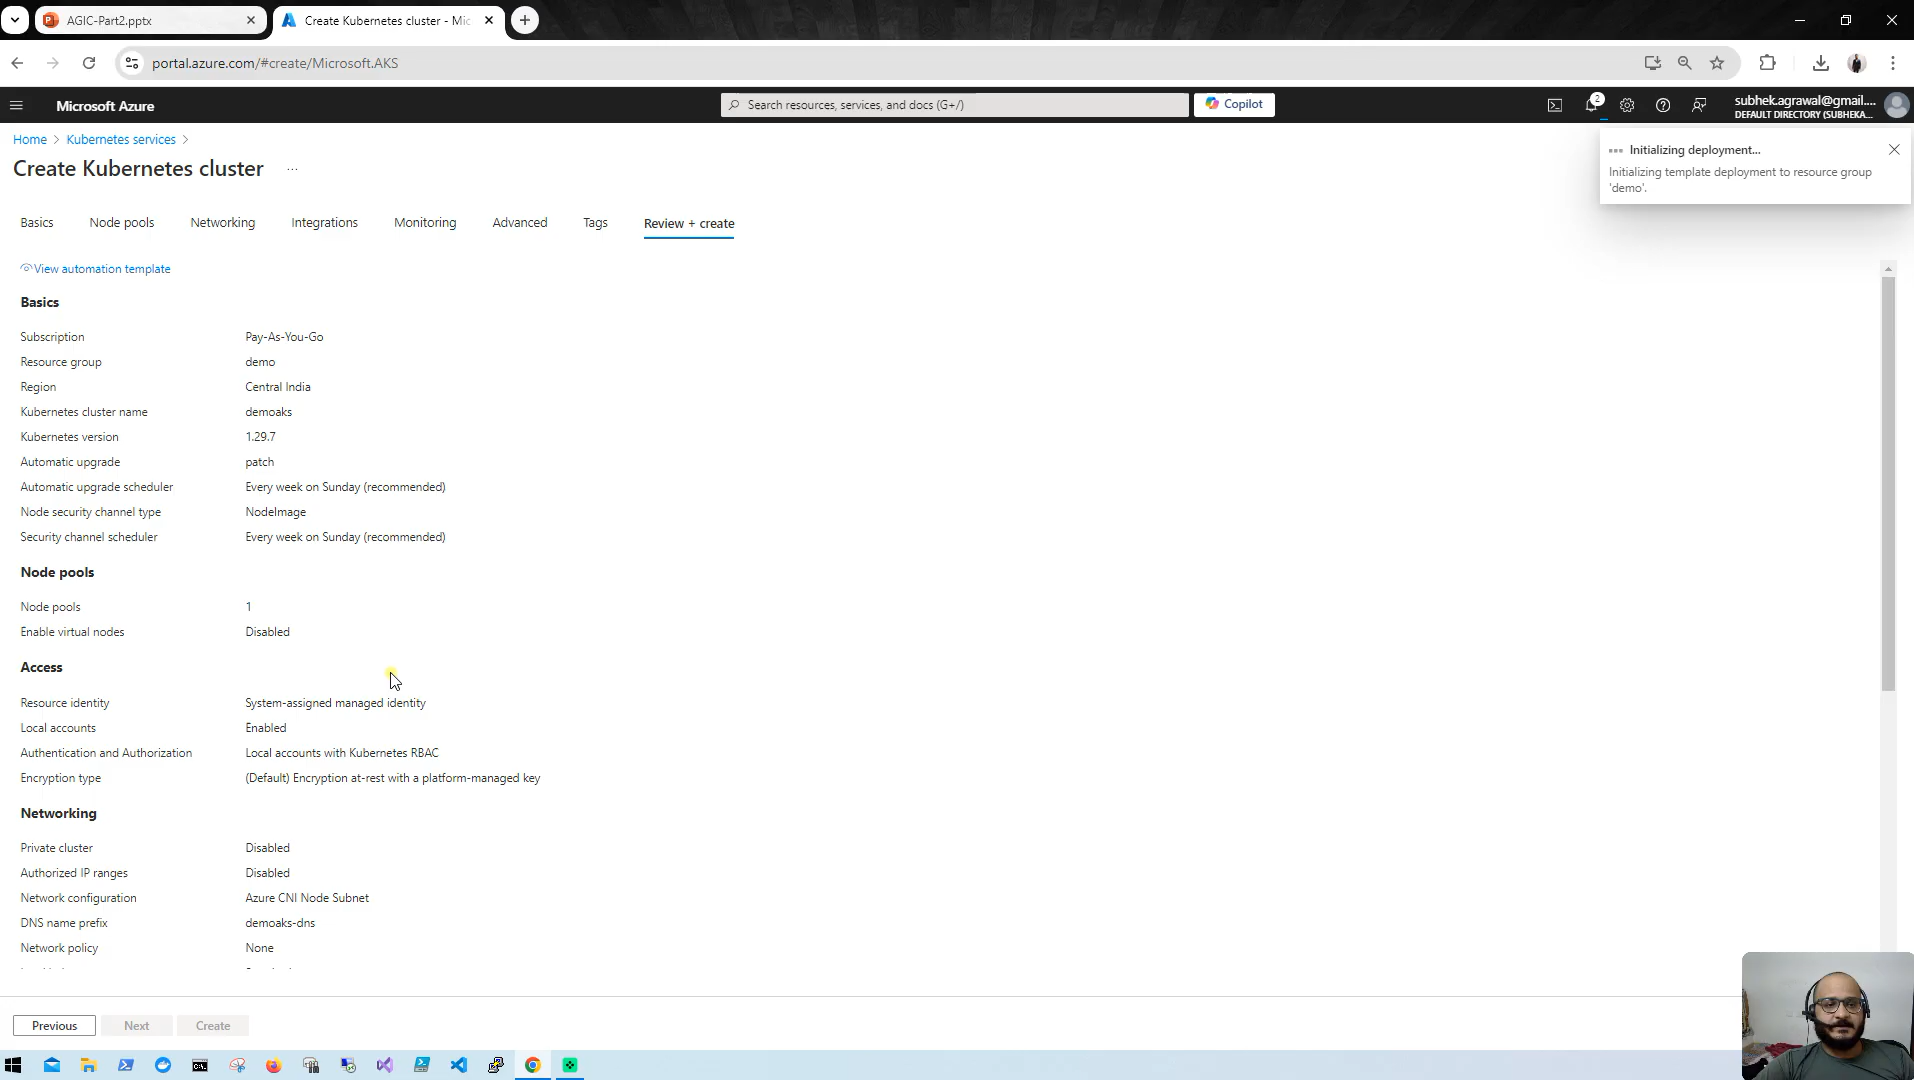 AGIC-Part2.pptx
Create Kubernetes cluster - Mic
portal.azure.com/#create/Microsoft.AKS
Microsoft Azure
Search resources, services, and docs (G+/)
Copilot
2
subhek.agrawal@gmail....
DEFAULT DIRECTORY (SUBHEKA...
Home > Kubernetes services >
Create Kubernetes cluster ...
Initializing deployment...
Initializing template deployment to resource group
'demo'.
Basics Node pools Networking Integrations Monitoring Advanced Tags Review + create
View automation template
Basics
Subscription Pay-As-You-Go
Resource group demo
Region Central India
Kubernetes cluster name demoaks
Kubernetes version 1.29.7
Automatic upgrade patch
Automatic upgrade scheduler Every week on Sunday (recommended)
Node security channel type NodeImage
Security channel scheduler Every week on Sunday (recommended)
Node pools
Node pools 1
Enable virtual nodes Disabled
Access
Resource identity System-assigned managed identity
Local accounts Enabled
Authentication and Authorization Local accounts with Kubernetes RBAC
Encryption type (Default) Encryption at-rest with a platform-managed key
Networking
Private cluster Disabled
Authorized IP ranges Disabled
Network configuration Azure CNI Node Subnet
DNS name prefix demoaks-dns
Network policy None
Previous Next Create